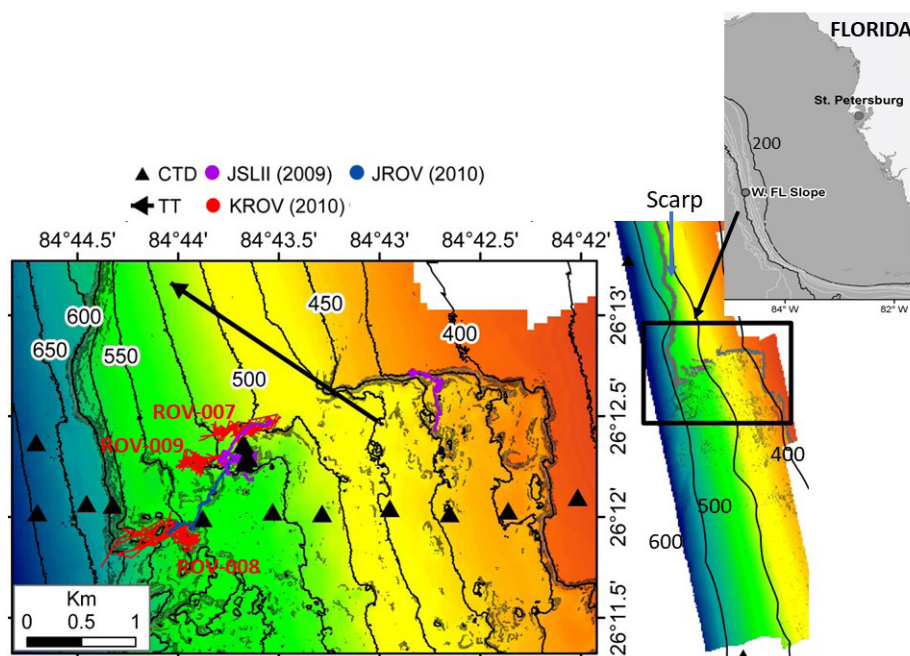 FLORIDA
St. Petersburg
200
W. FL Slope
84° W
82° W
CTD
JSLII (2009)
JROV (2010)
TT
KROV (2010)
Scarp
84°44.5'
84°44'
84°43.5'
84°43'
84°42.5'
84°42'
600
650
550
500
450
400
26°13'
26°12.5'
26°12'
26°11.5'
ROV-007
ROV-009
ROV-008
Km
0
0.5
1
400
500
600